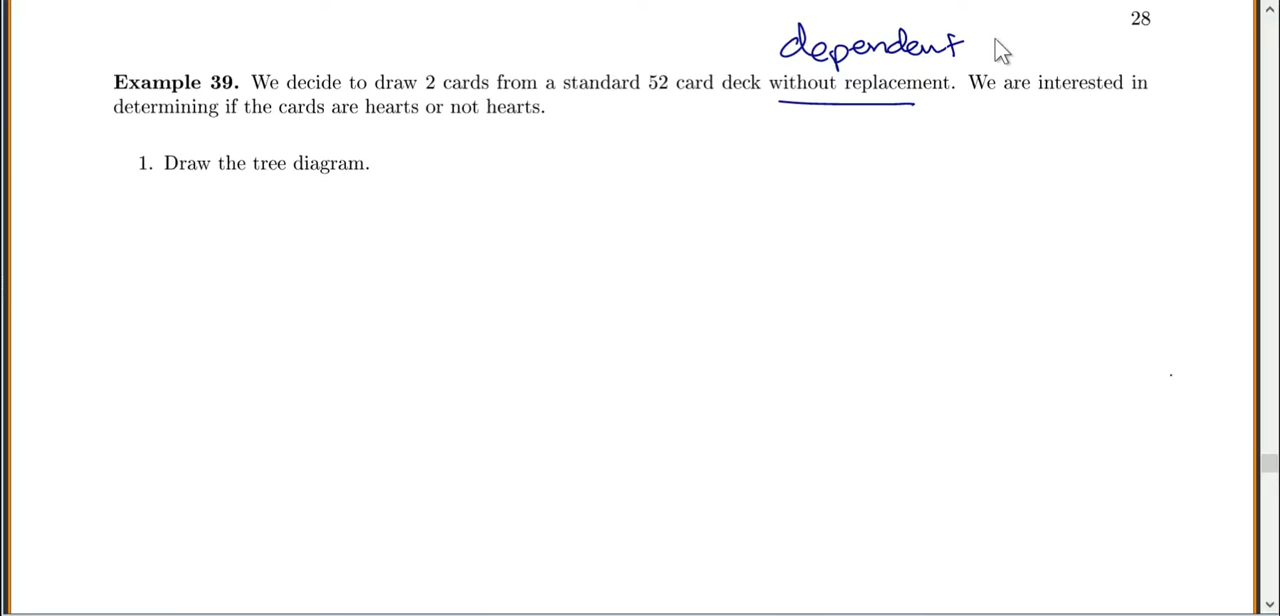 28
dependent
Example 39. We decide to draw 2 cards from a standard 52 card deck without replacement. We are interested in
determining if the cards are hearts or not hearts.
1. Draw the tree diagram.